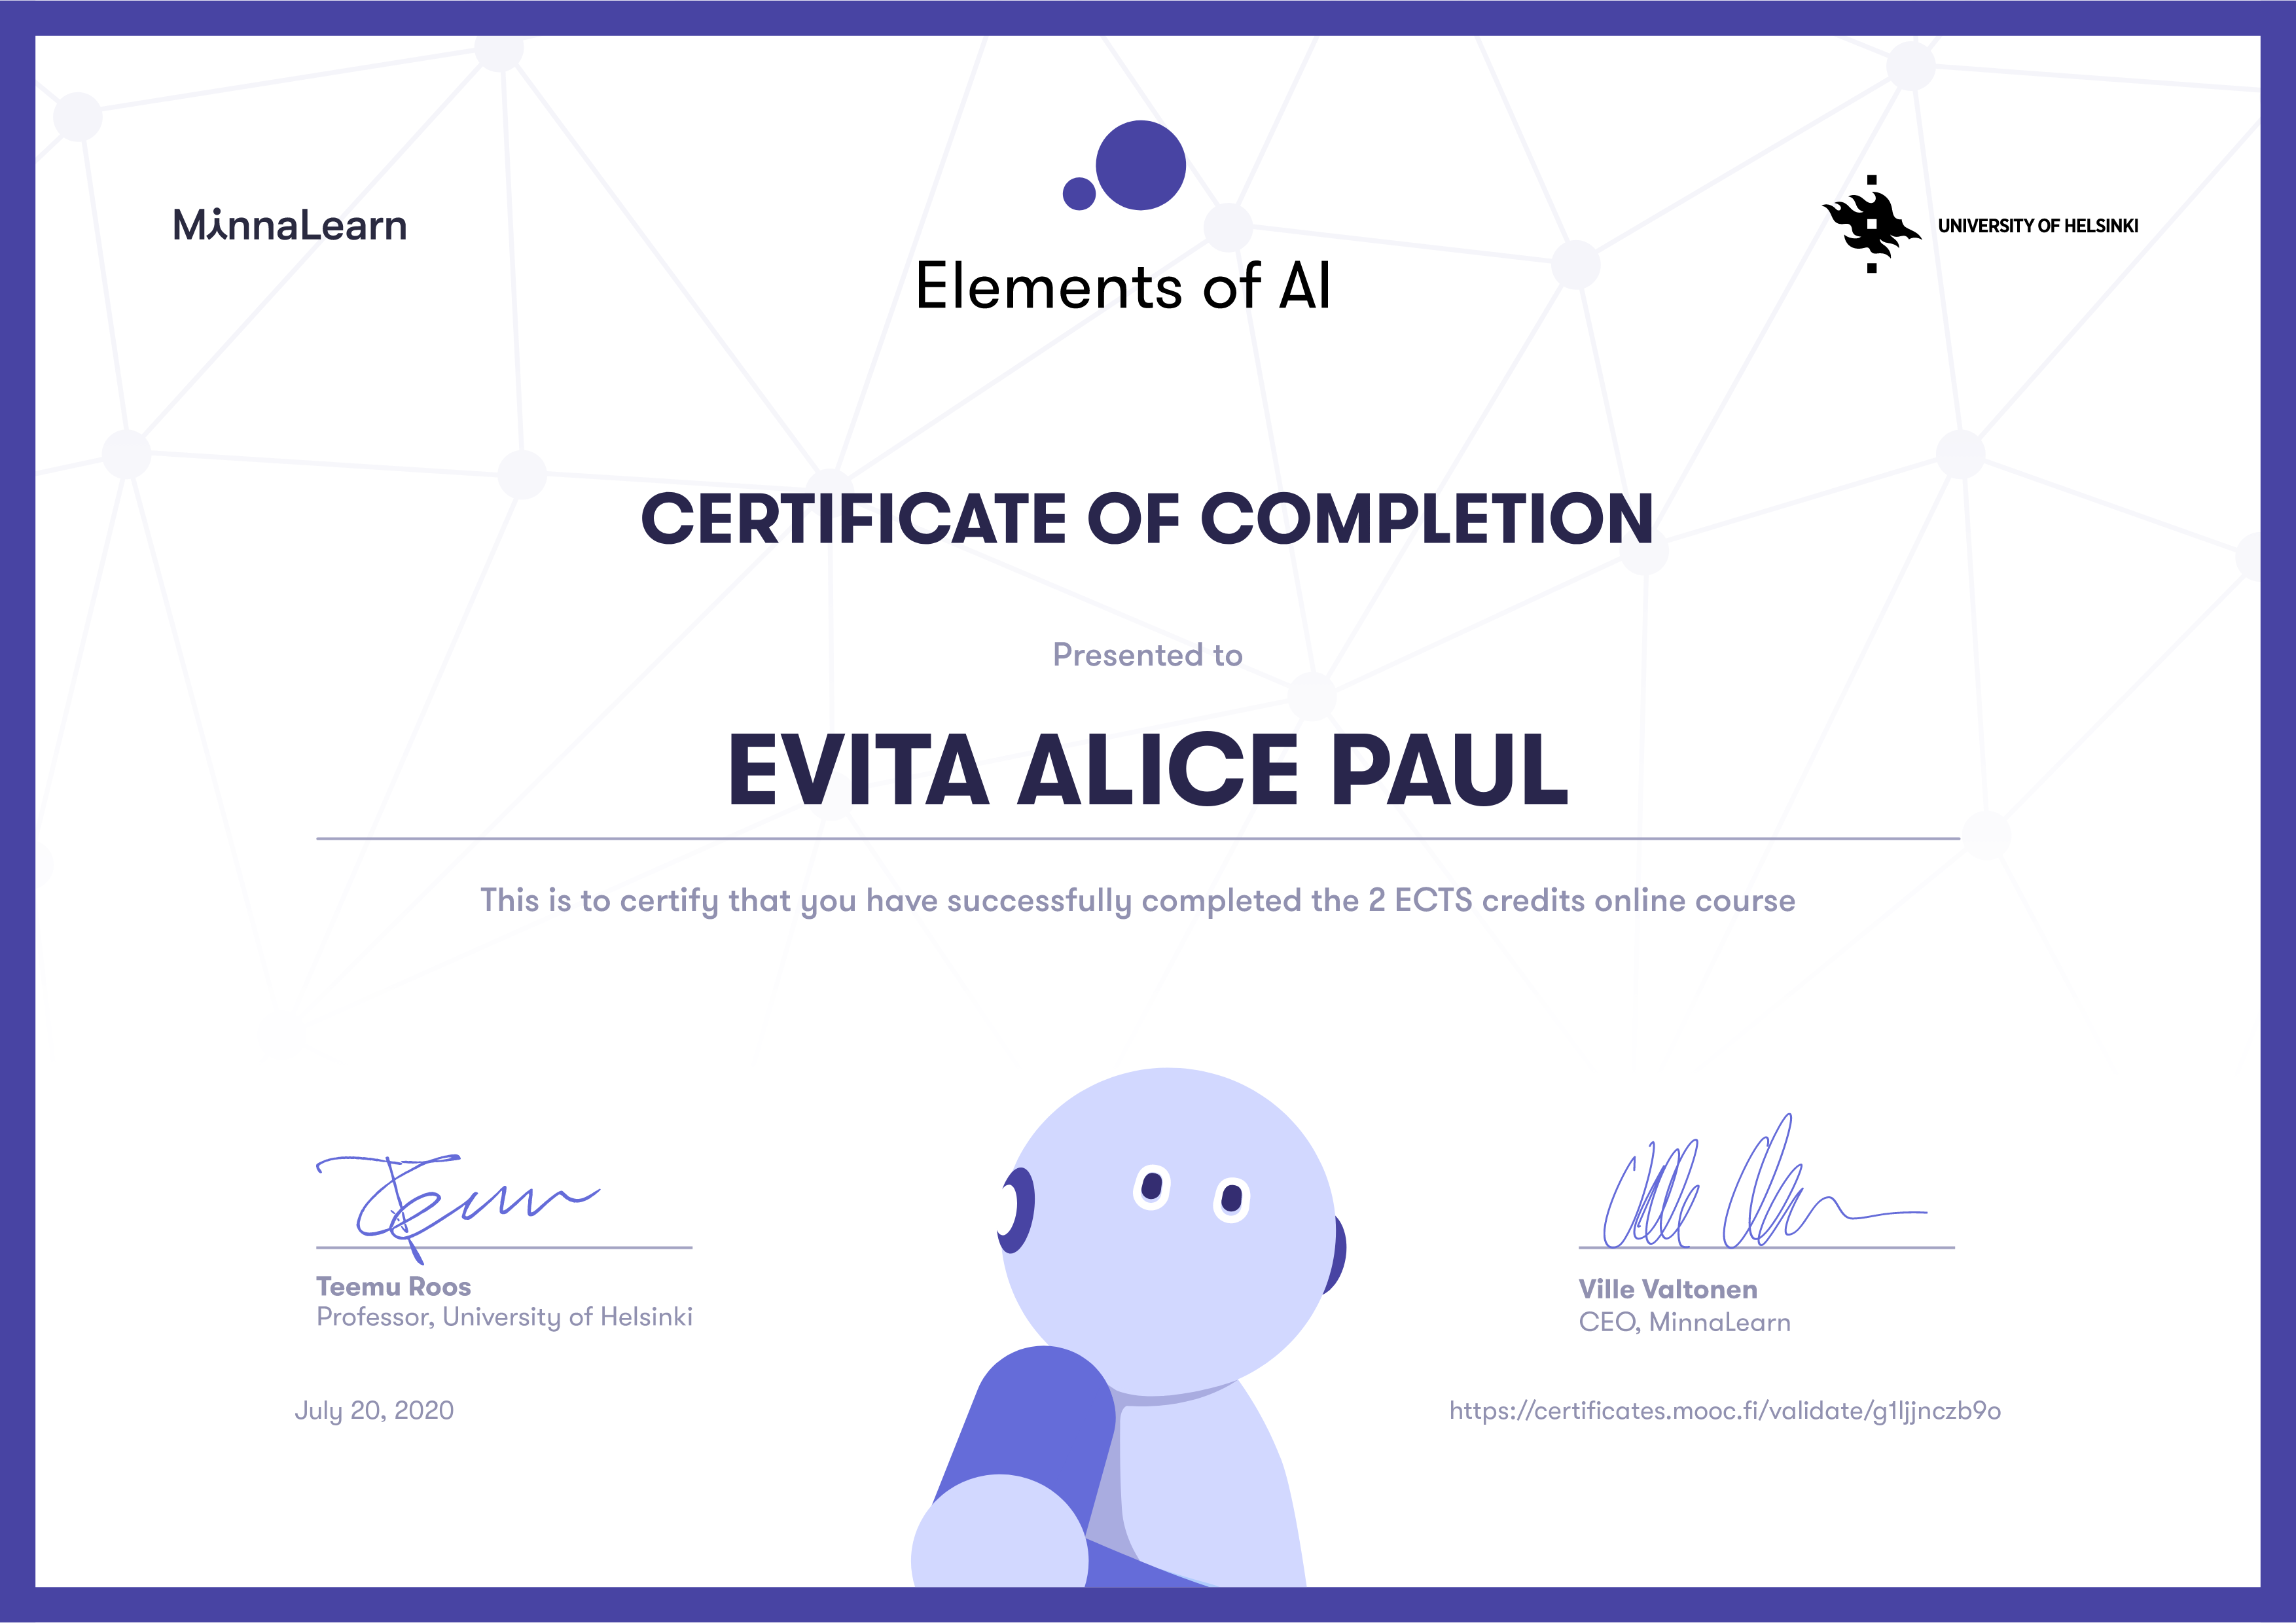 MinnaLearn
Elements of AI
UNIVERSITY OF HELSINKI
CERTIFICATE OF COMPLETION
Presented to
EVITA ALICE PAUL
This is to certify that you have successfully completed the 2 ECTS credits online course
Teemu
Teemu Roos
Professor, University of Helsinki
Ville Valtonen
CEO, MinnaLearn
July 20, 2020
https://certificates.mooc.fi/validate/g1ljjnczb9o